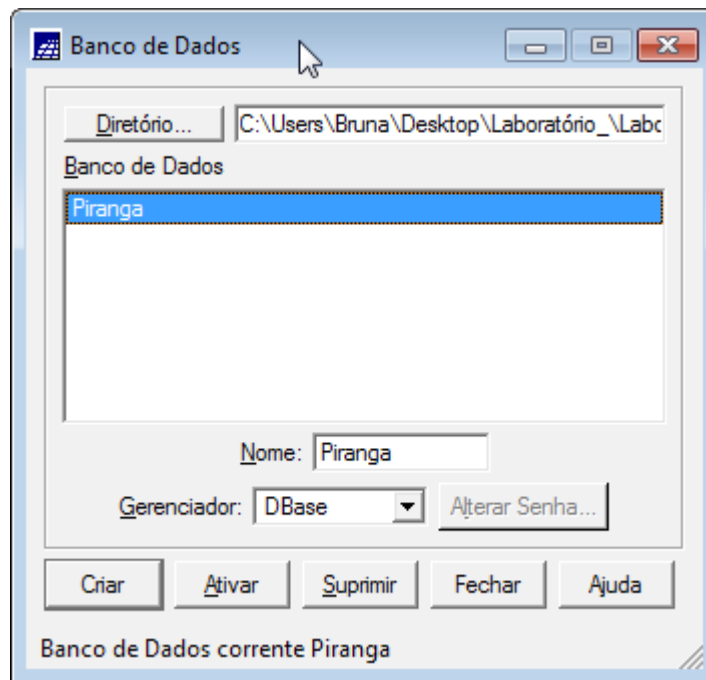 Banco de Dados
Diretório... C:\Users\Bruna\Desktop\Laboratório_\Labc
Banco de Dados
Piranga
Nome: Piranga
Gerenciador: DBase Alterar Senha...
Criar Ativar Suprimir Fechar Ajuda
Banco de Dados corrente Piranga